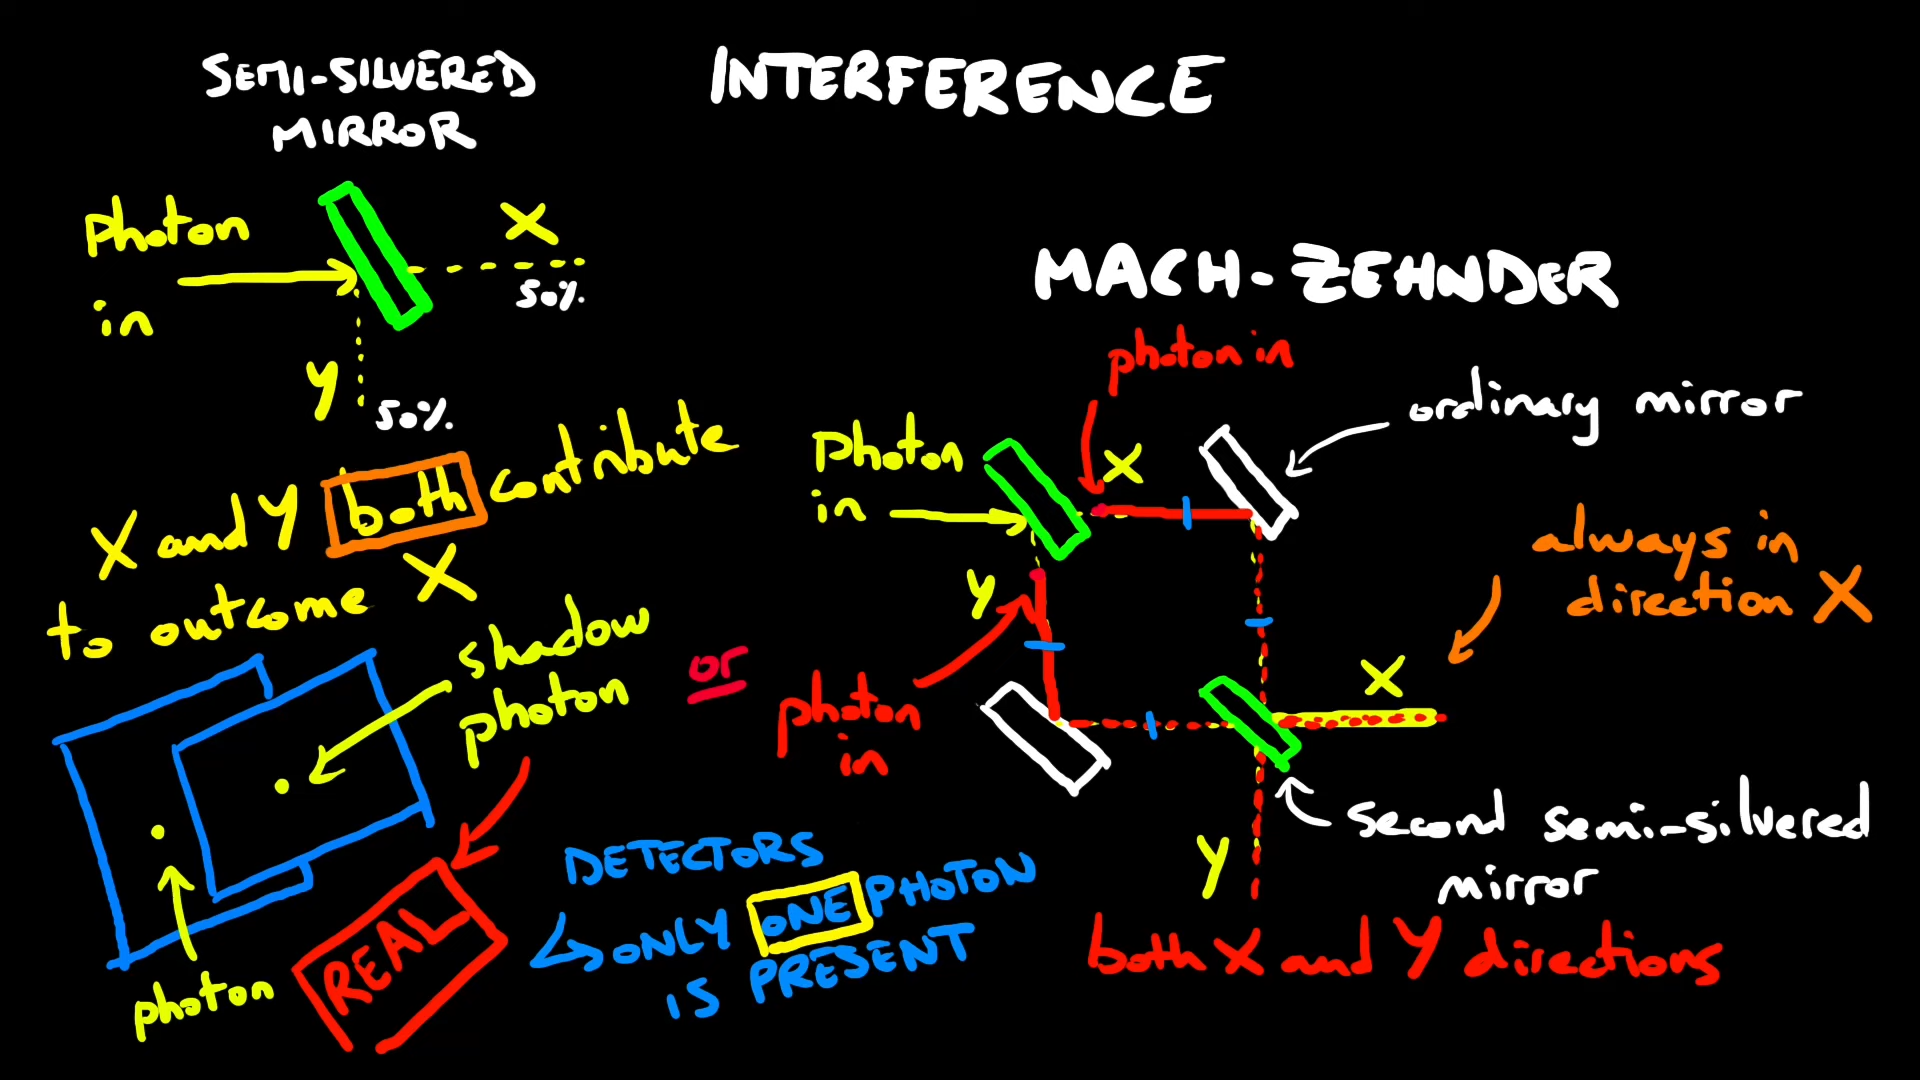 SEMI-SILVERED
MIRROR
INTERFERENCE
Photon
in
X
50%
Y
50%
X and Y both contribute
to outcome X
shadow
photon
photon
REAL
DETECTORS
ONLY ONE PHOTON
IS PRESENT
MACH-ZEHNDER
photon in
ordinary mirror
Photon
in
X
Y
or
photon
in
always in
direction X
X
second semi-silvered
mirror
Y
both X and Y directions